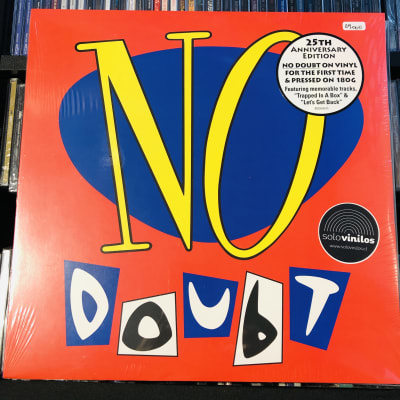 25TH
ANNIVERSARY
EDITION
NO DOUBT ON VINYL
FOR THE FIRST TIME
& PRESSED ON 180G
Featuring memorable tracks,
"Trapped Is A Box" &
"Let's Get Back"
NO
DOUBT
solovinilos